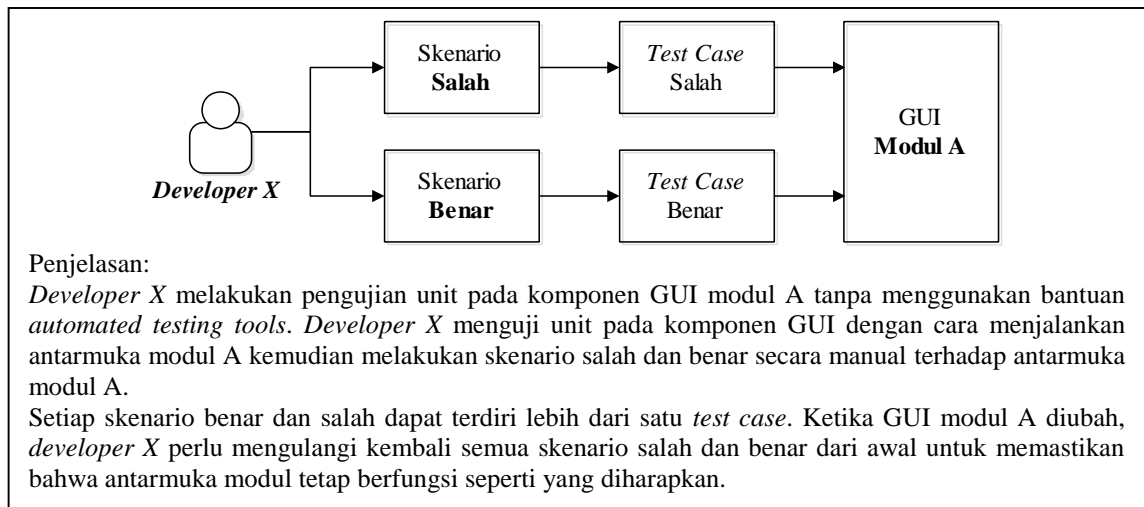 Skenario
Salah
Test Case
Salah
GUI
Modul A
Developer X
Skenario
Benar
Test Case
Benar
Penjelasan:
Developer X melakukan pengujian unit pada komponen GUI modul A tanpa menggunakan bantuan
automated testing tools. Developer X menguji unit pada komponen GUI dengan cara menjalankan
antarmuka modul A kemudian melakukan skenario salah dan benar secara manual terhadap antarmuka
modul A.
Setiap skenario benar dan salah dapat terdiri lebih dari satu test case. Ketika GUI modul A diubah,
developer X perlu mengulangi kembali semua skenario salah dan benar dari awal untuk memastikan
bahwa antarmuka modul tetap berfungsi seperti yang diharapkan.